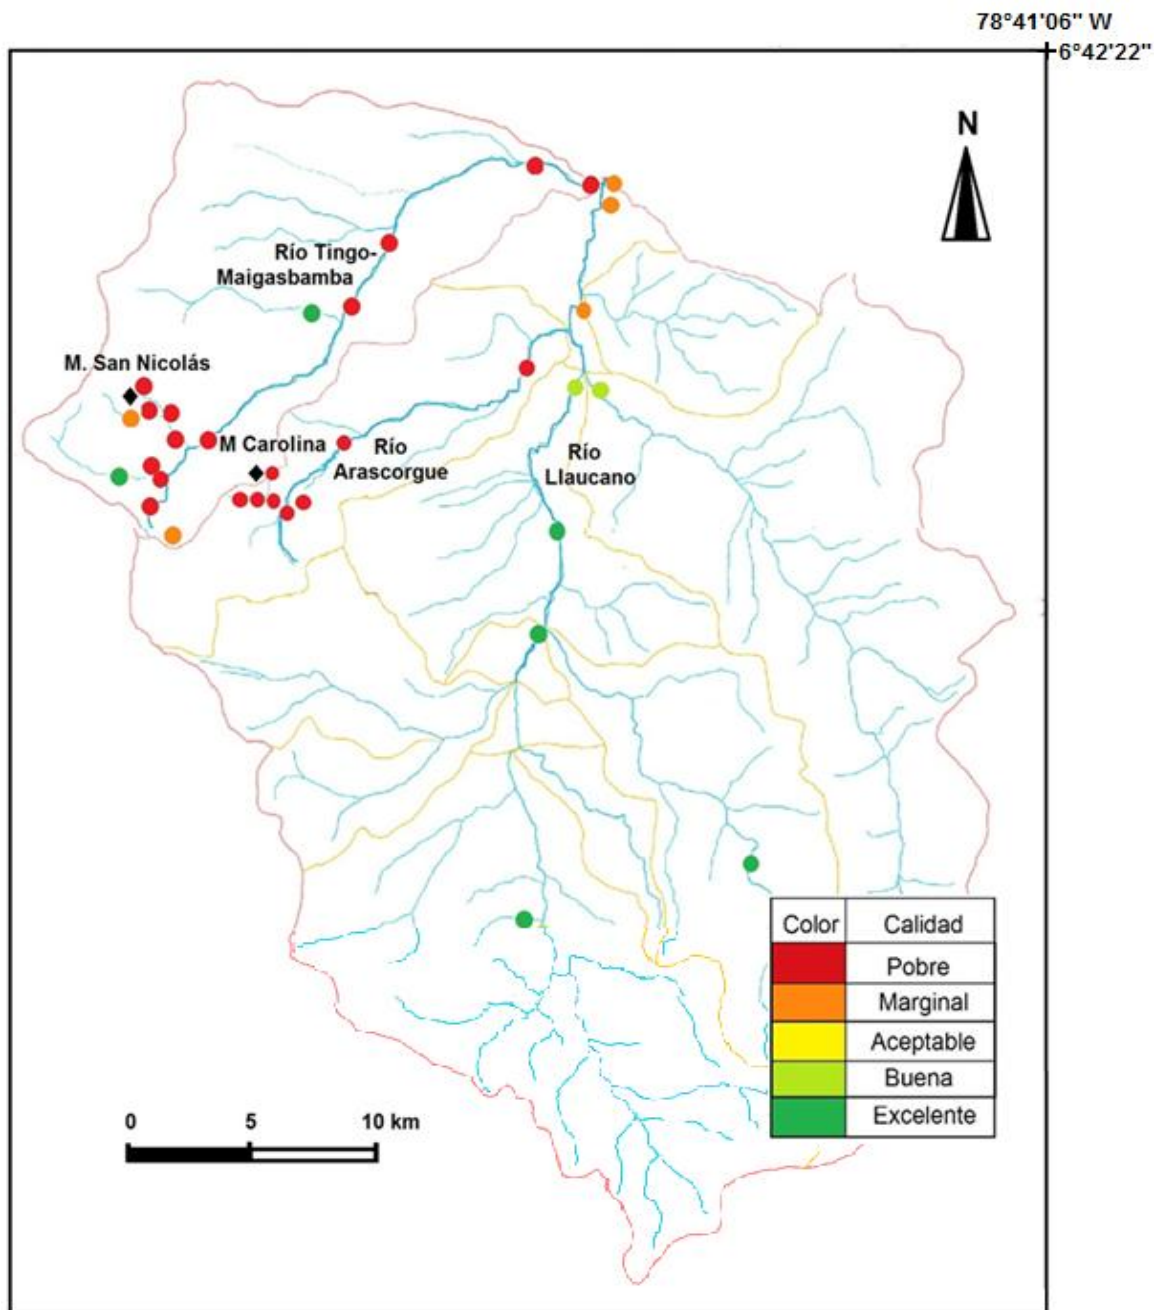 78°41'06" W
6°42'22"
N
Río Tingo-
Maigasbamba
M. San Nicolás
M Carolina
Río
Arascorgue
Río
Llaucano
Color Calidad
Pobre
Marginal
Aceptable
Buena
Excelente
0 5 10 km